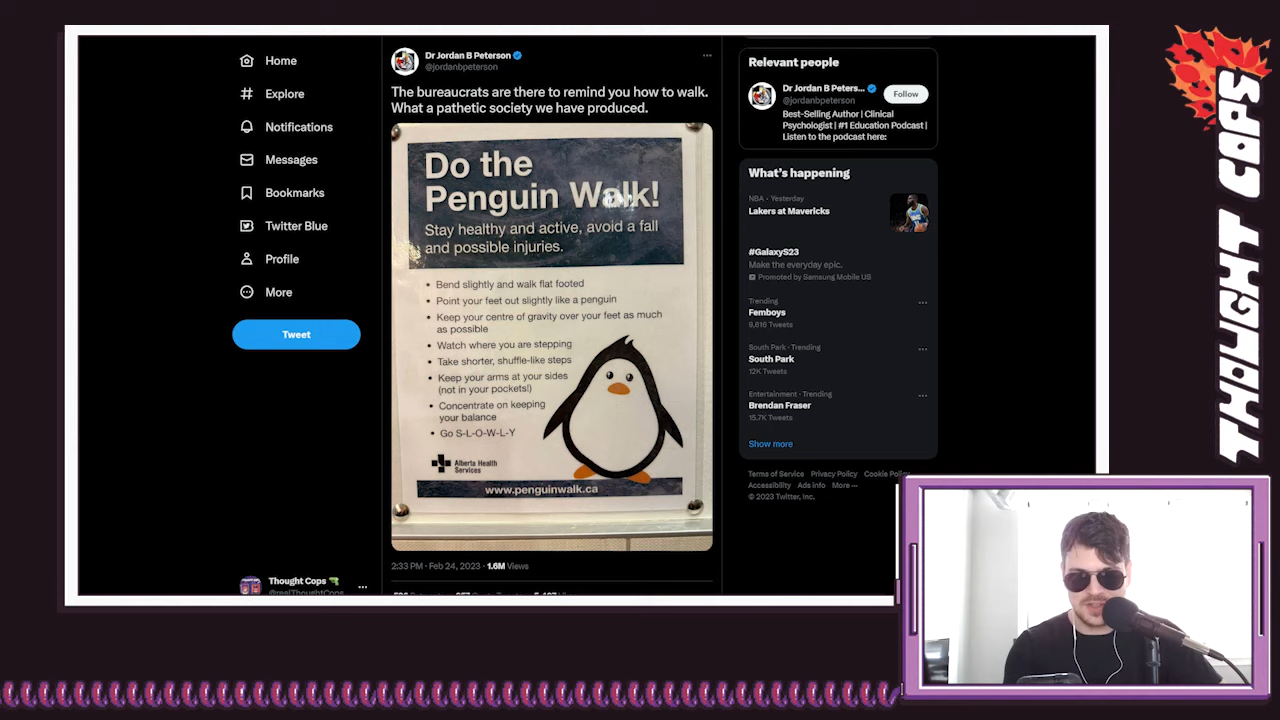 Home
Explore
Notifications
Messages
Bookmarks
Twitter Blue
Profile
More
Tweet
Thought Cops
@realThoughtCops
Dr Jordan B Peterson
@jordanbpeterson
The bureaucrats are there to remind you how to walk.
What a pathetic society we have produced.
Do the
Penguin Walk!
Stay healthy and active, avoid a fall
and possible injuries.
• Bend slightly and walk flat footed
• Point your feet out slightly like a penguin
• Keep your centre of gravity over your feet as much
as possible
• Watch where you are stepping
• Take shorter, shuffle-like steps
• Keep your arms at your sides
(not in your pockets!)
• Concentrate on keeping
your balance
• Go S-L-O-W-L-Y
Alberta Health
Services
www.penguinwalk.ca
2:33 PM · Feb 24, 2023 · 1.6M Views
Relevant people
Dr Jordan B Peters...
@jordanbpeterson
Follow
Best-Selling Author | Clinical
Psychologist | #1 Education Podcast |
Listen to the podcast here:
What's happening
NBA · Yesterday
Lakers at Mavericks
#GalaxyS23
Make the everyday epic.
Promoted by Samsung Mobile US
Trending
Femboys
9,616 Tweets
South Park · Trending
South Park
12K Tweets
Entertainment · Trending
Brendan Fraser
15.7K Tweets
Show more
Terms of Service Privacy Policy Cookie Policy
Accessibility Ads info More ···
© 2023 Twitter, Inc.
THOUGHT COPS